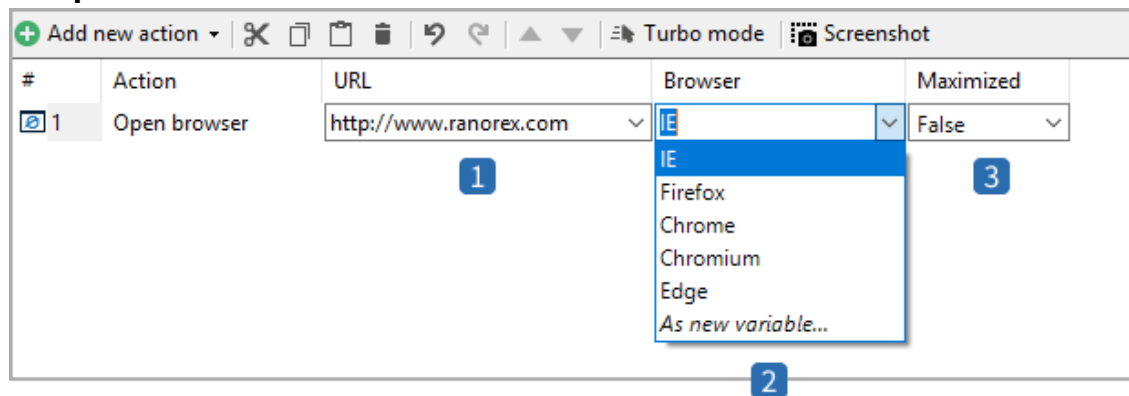 Add new action Turbo mode Screenshot
# Action URL Browser Maximized
1 Open browser http://www.ranorex.com IE False
IE
1 3
Firefox
Chrome
Chromium
Edge
As new variable...
2